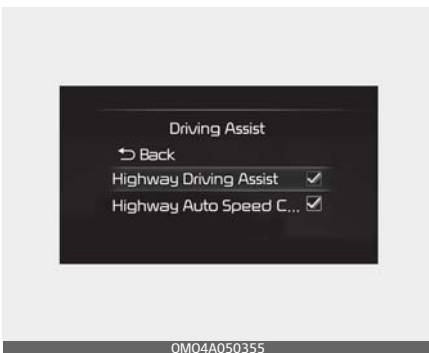 Driving Assist
Back
Highway Driving Assist
Highway Auto Speed C...
OMO4A050355